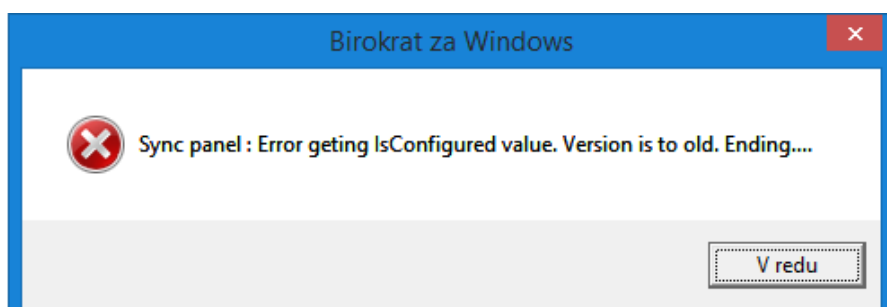 Birokrat za Windows
Sync panel : Error geting IsConfigured value. Version is to old. Ending....
V redu